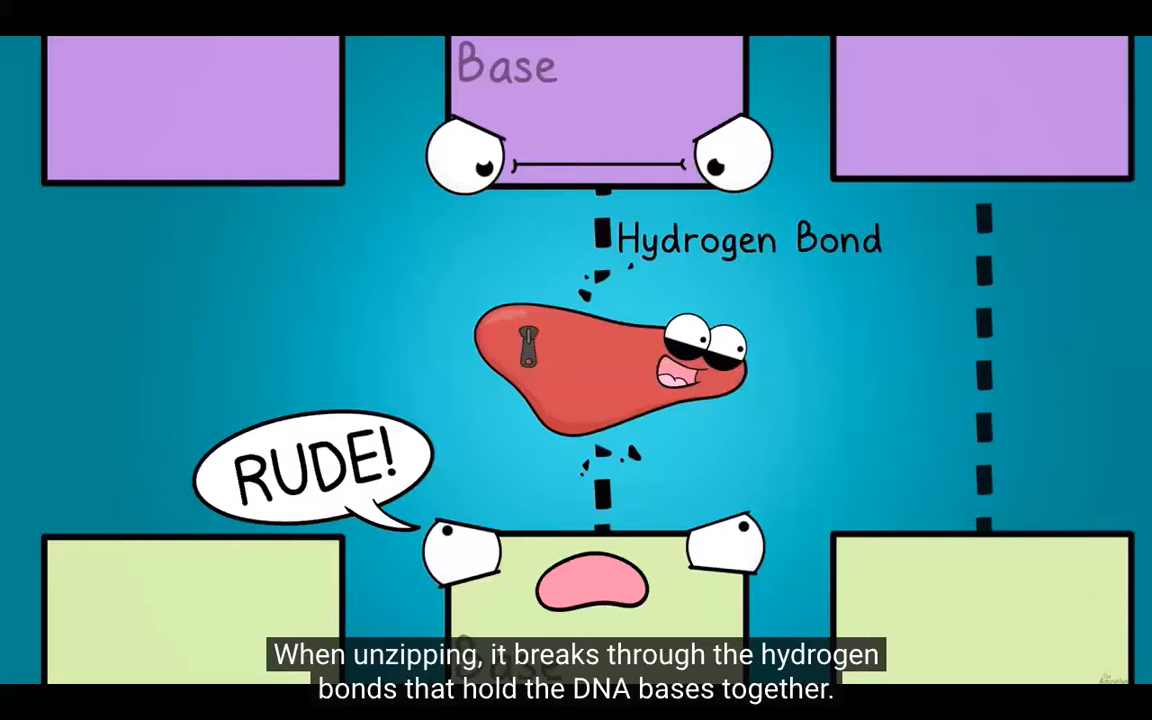 Base
Hydrogen Bond
RUDE!
When unzipping, it breaks through the hydrogen
bonds that hold the DNA bases together.